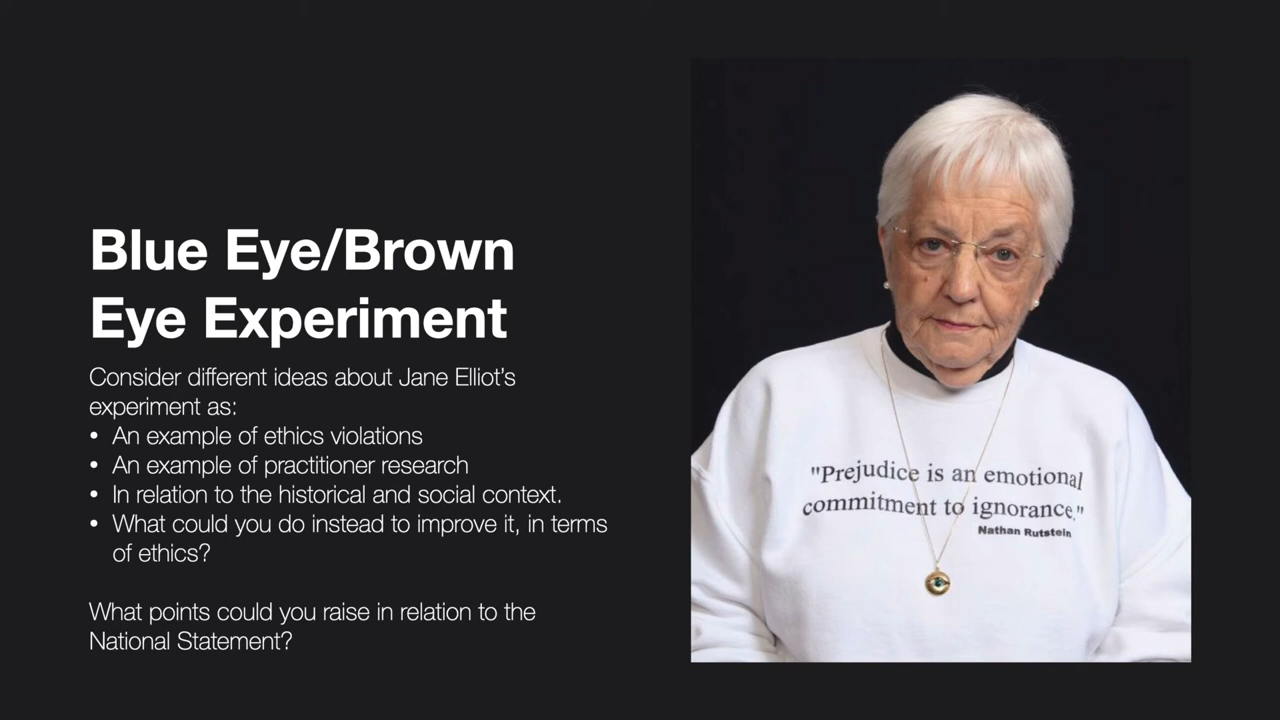 Blue Eye/Brown
Eye Experiment
Consider different ideas about Jane Elliot's
experiment as:
• An example of ethics violations
• An example of practitioner research
• In relation to the historical and social context.
• What could you do instead to improve it, in terms
of ethics?
What points could you raise in relation to the
National Statement?
"Prejudice is an emotional
commitment to ignorance."
Nathan Rutstein